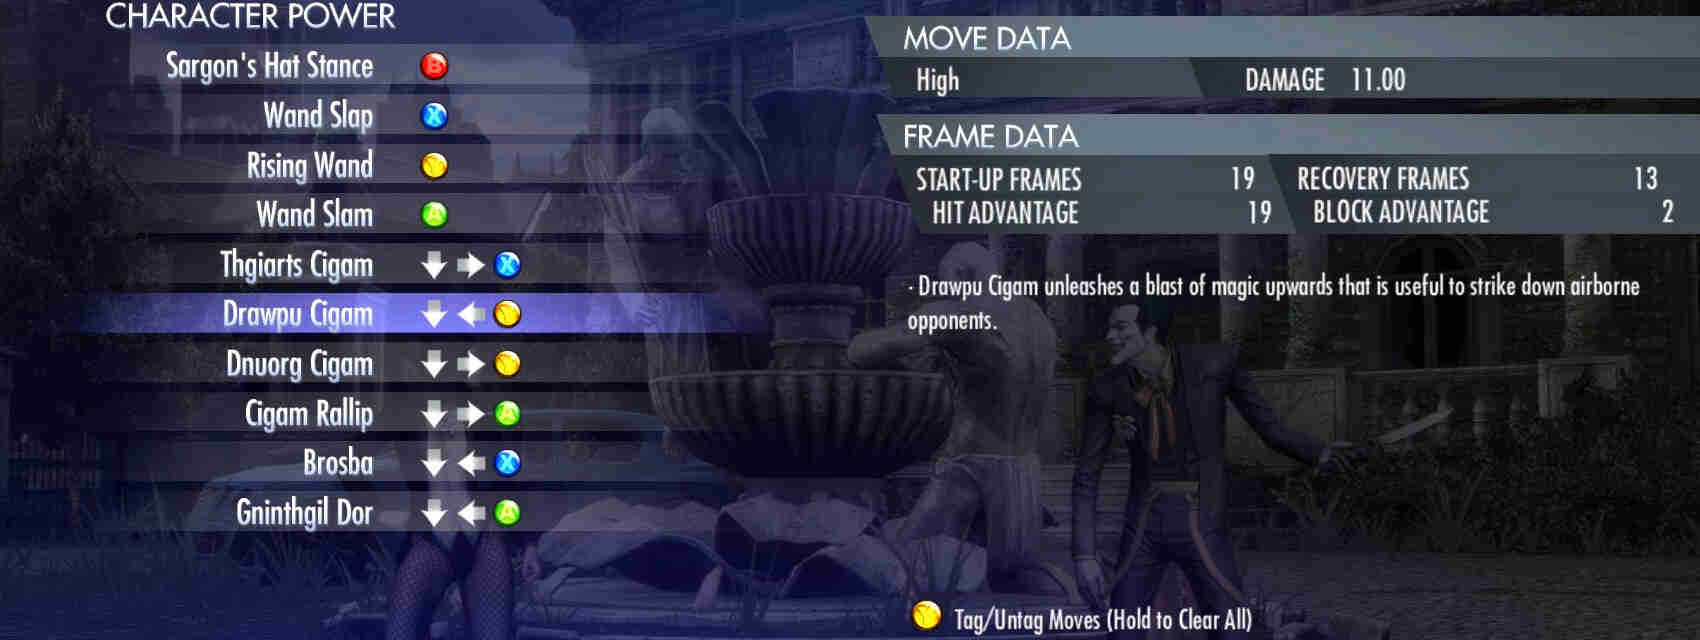 CHARACTER POWER
Sargon's Hat Stance B
Wand Slap X
Rising Wand Y
Wand Slam A
Thgiarts Cigam X
Drawpu Cigam Y
Dnuorg Cigam Y
Cigam Rallip A
Brosba X
Gninthgil Dor A
MOVE DATA
High DAMAGE 11.00
FRAME DATA
START-UP FRAMES 19 RECOVERY FRAMES 13
HIT ADVANTAGE 19 BLOCK ADVANTAGE 2
· Drawpu Cigam unleashes a blast of magic upwards that is useful to strike down airborne
opponents.
Y Tag/Untag Moves (Hold to Clear All)